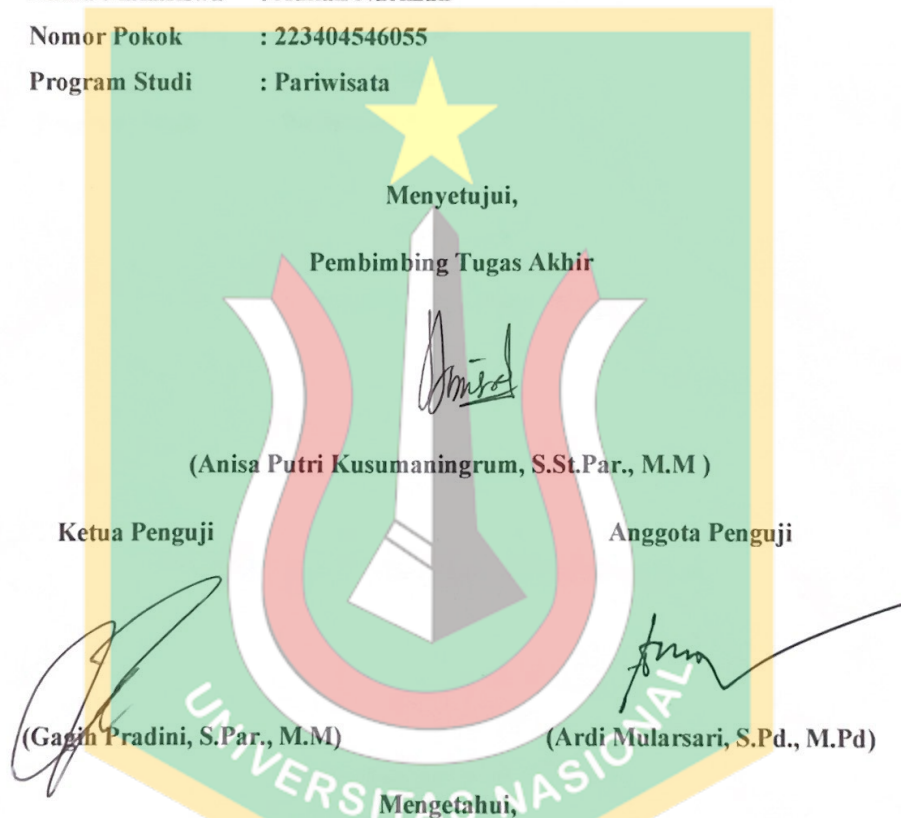 Nomor Pokok : 223404546055
Program Studi : Pariwisata
Menyetujui,
Pembimbing Tugas Akhir
(Anisa Putri Kusumaningrum, S.St.Par., M.M )
Ketua Penguji Anggota Penguji
(Gagih Pradini, S.Par., M.M) (Ardi Mularsari, S.Pd., M.Pd)
UNIVERSITAS NASIONAL
Mengetahui,